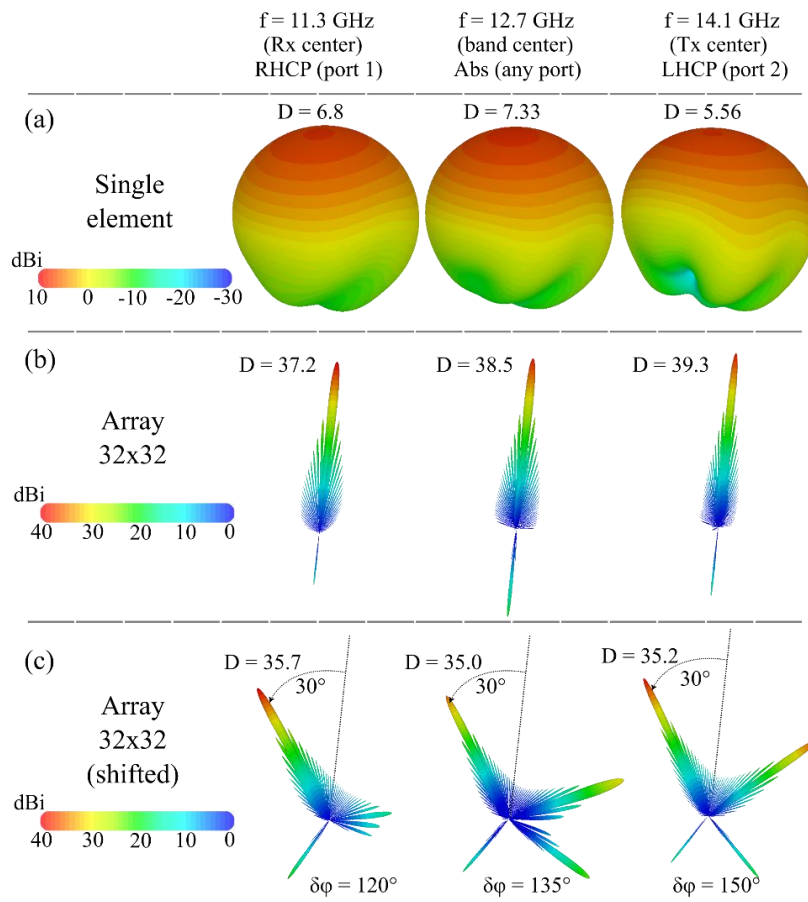 f = 11.3 GHz
(Rx center)
RHCP (port 1)
f = 12.7 GHz
(band center)
Abs (any port)
f = 14.1 GHz
(Tx center)
LHCP (port 2)
(a)
Single
element
dBi
10 0 -10 -20 -30
D = 6.8
D = 7.33
D = 5.56
(b)
Array
32x32
dBi
40 30 20 10 0
D = 37.2
D = 38.5
D = 39.3
(c)
Array
32x32
(shifted)
dBi
40 30 20 10 0
D = 35.7
30°
δφ = 120°
D = 35.0
30°
δφ = 135°
D = 35.2
30°
δφ = 150°